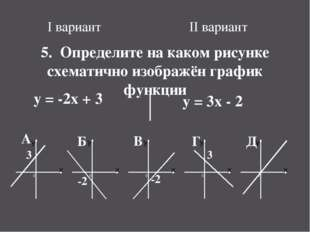 I вариант II вариант
5. Определите на каком рисунке
схематично изображён график
функции
у = -2х + 3 у = 3х - 2
А Б В Г Д
3 3
-2 -2